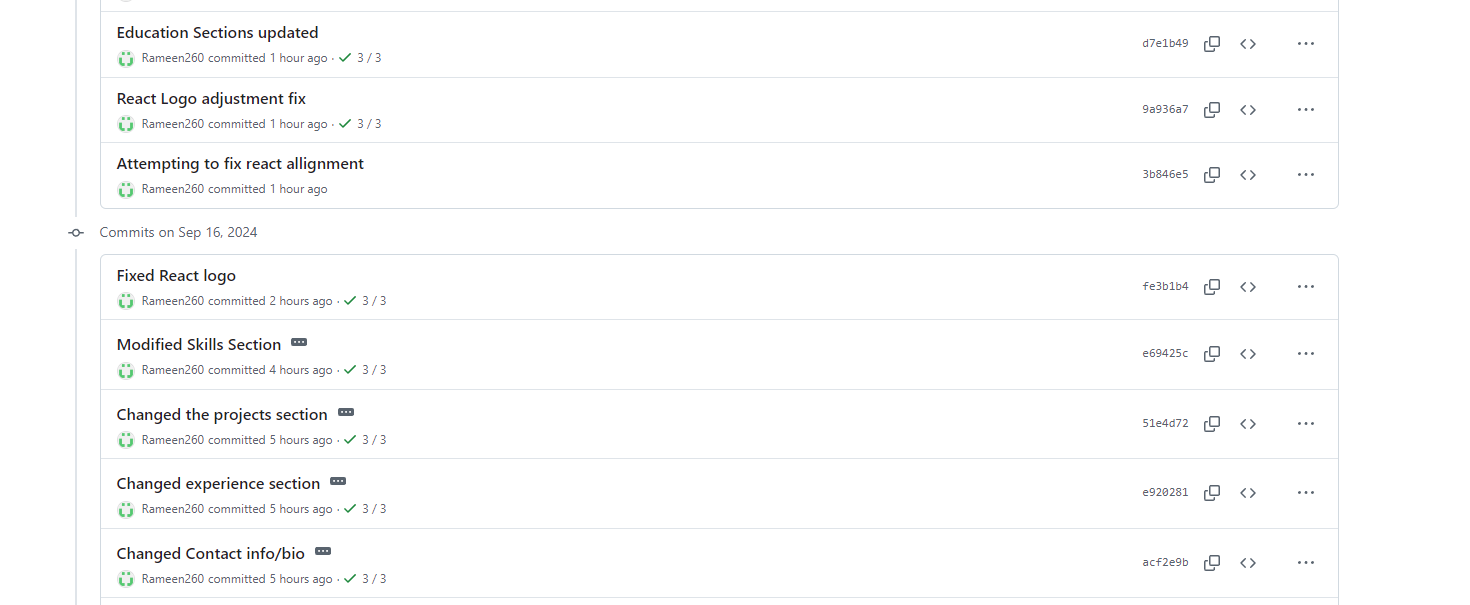 Education Sections updated
Rameen260 committed 1 hour ago · 3 / 3
d7e1b49
React Logo adjustment fix
Rameen260 committed 1 hour ago · 3 / 3
9a936a7
Attempting to fix react allignment
Rameen260 committed 1 hour ago
3b846e5
Commits on Sep 16, 2024
Fixed React logo
Rameen260 committed 2 hours ago · 3 / 3
fe3b1b4
Modified Skills Section
Rameen260 committed 4 hours ago · 3 / 3
e69425c
Changed the projects section
Rameen260 committed 5 hours ago · 3 / 3
51e4d72
Changed experience section
Rameen260 committed 5 hours ago · 3 / 3
e920281
Changed Contact info/bio
Rameen260 committed 5 hours ago · 3 / 3
acf2e9b